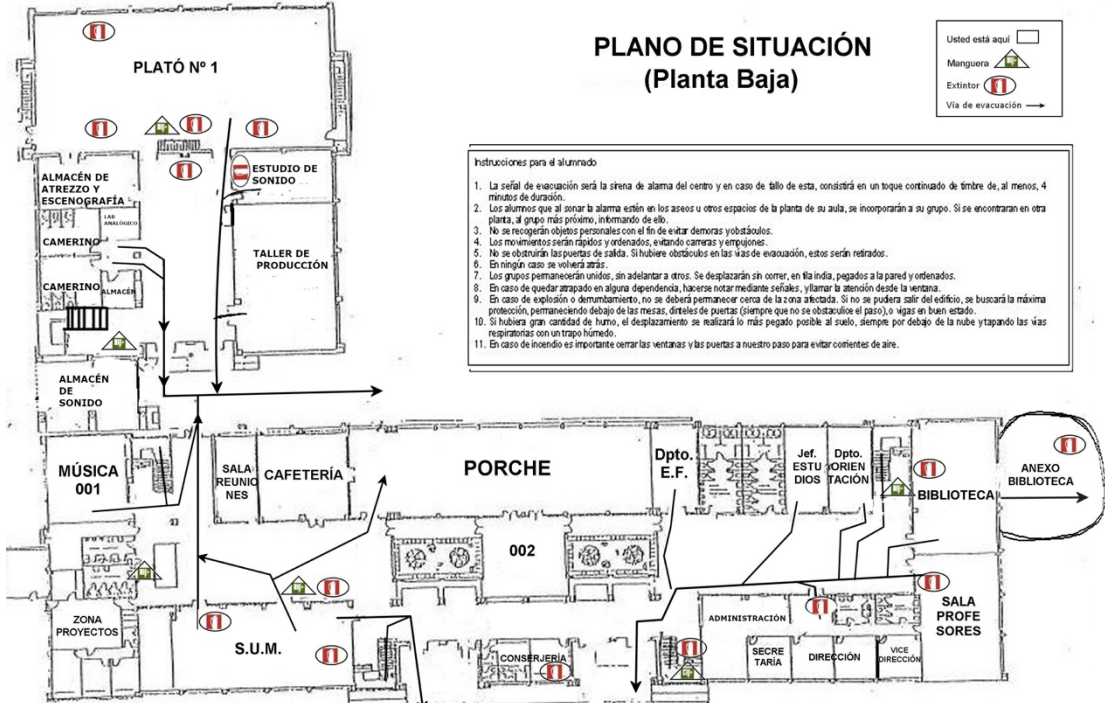 PLANO DE SITUACIÓN
(Planta Baja)
Usted está aquí
Manguera
Extintor
Vía de evacuación
Instrucciones para el alumnado
1. La señal de evacuación será la sirena de alarma del centro y en caso de fallo de esta, consistirá en un toque continuado de timbre de, al menos, 4
minutos de duración.
2. Los alumnos que al sonar la alarma estén en los aseos u otros espacios de la planta de su aula, se incorporarán a su grupo. Si se encontraran en otra
planta, al grupo más próximo, informando de ello.
3. No se recogerán objetos personales con el fin de evitar demoras y obstáculos.
4. Los movimientos serán rápidos y ordenados, evitando carreras y empujones.
5. No se obstruirán las puertas de salida. Si hubiere obstáculos en las vías de evacuación, estos serán retirados.
6. En ningún caso se volverá atrás.
7. Los grupos permanecerán unidos, sin adelantar a otros. Se desplazarán sin correr, en fila india, pegados a la pared y ordenados.
8. En caso de quedar atrapado en alguna dependencia, hacerse notar mediante señales, y llamar la atención desde la ventana.
9. En caso de explosión o derrumbamiento, no se deberá permanecer cerca de la zona afectada. Si no se pudiera salir del edificio, se buscará la máxima
protección, permaneciendo debajo de las mesas, dinteles de puertas (siempre que no se obstaculice el paso), o vigas en buen estado.
10. Si hubiera gran cantidad de humo, el desplazamiento se realizará lo más pegado posible al suelo, siempre por debajo de la nube y tapando las vías
respiratorias con un trapo húmedo.
11. En caso de incendio es importante cerrar las ventanas y las puertas a nuestro paso para evitar corrientes de aire.
PLATÓ Nº 1
ALMACÉN DE
ATREZZO Y
ESCENOGRAFÍA
ESTUDIO DE
SONIDO
LAB
ANALÓGICO
CAMERINO
TALLER DE
PRODUCCIÓN
CAMERINO
ALMACÉN
ALMACÉN
DE
SONIDO
MÚSICA
001
SALA
REUNIO
NES
CAFETERÍA
PORCHE
Dpto.
E.F.
Jef.
ESTU
DIOS
Dpto.
ORIEN
TACIÓN
BIBLIOTECA
ANEXO
BIBLIOTECA
002
ZONA
PROYECTOS
S.U.M.
CONSERJERÍA
ADMINISTRACIÓN
SECRE
TARÍA
DIRECCIÓN
VICE
DIRECCIÓN
SALA
PROFE
SORES